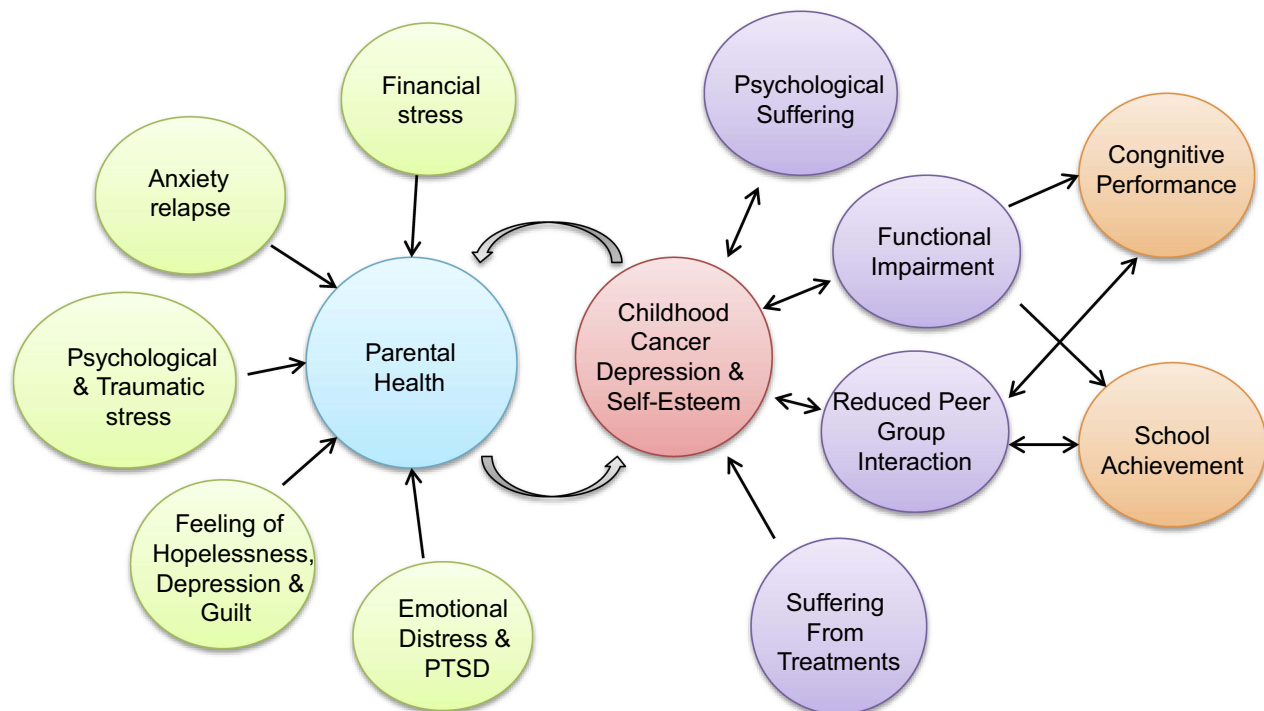 Financial
stress
Anxiety
relapse
Psychological
& Traumatic
stress
Feeling of
Hopelessness,
Depression &
Guilt
Emotional
Distress &
PTSD
Parental
Health
Childhood
Cancer
Depression &
Self-Esteem
Psychological
Suffering
Functional
Impairment
Reduced Peer
Group
Interaction
Suffering
From
Treatments
Congnitive
Performance
School
Achievement